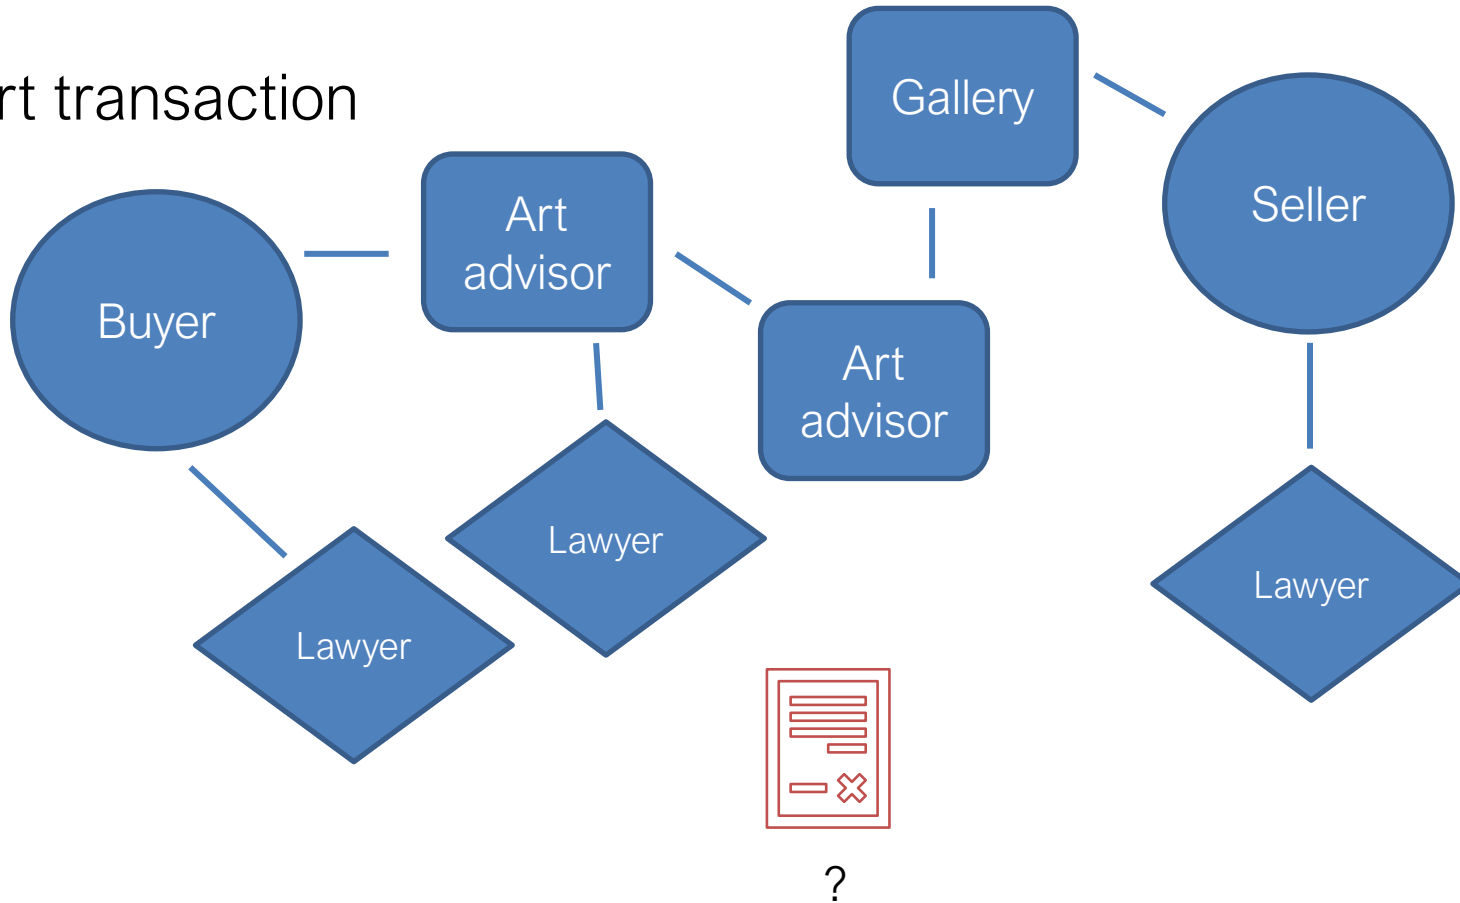 rt transaction
Gallery
Seller
Art
advisor
Buyer
Art
advisor
Lawyer
Lawyer
Lawyer
?